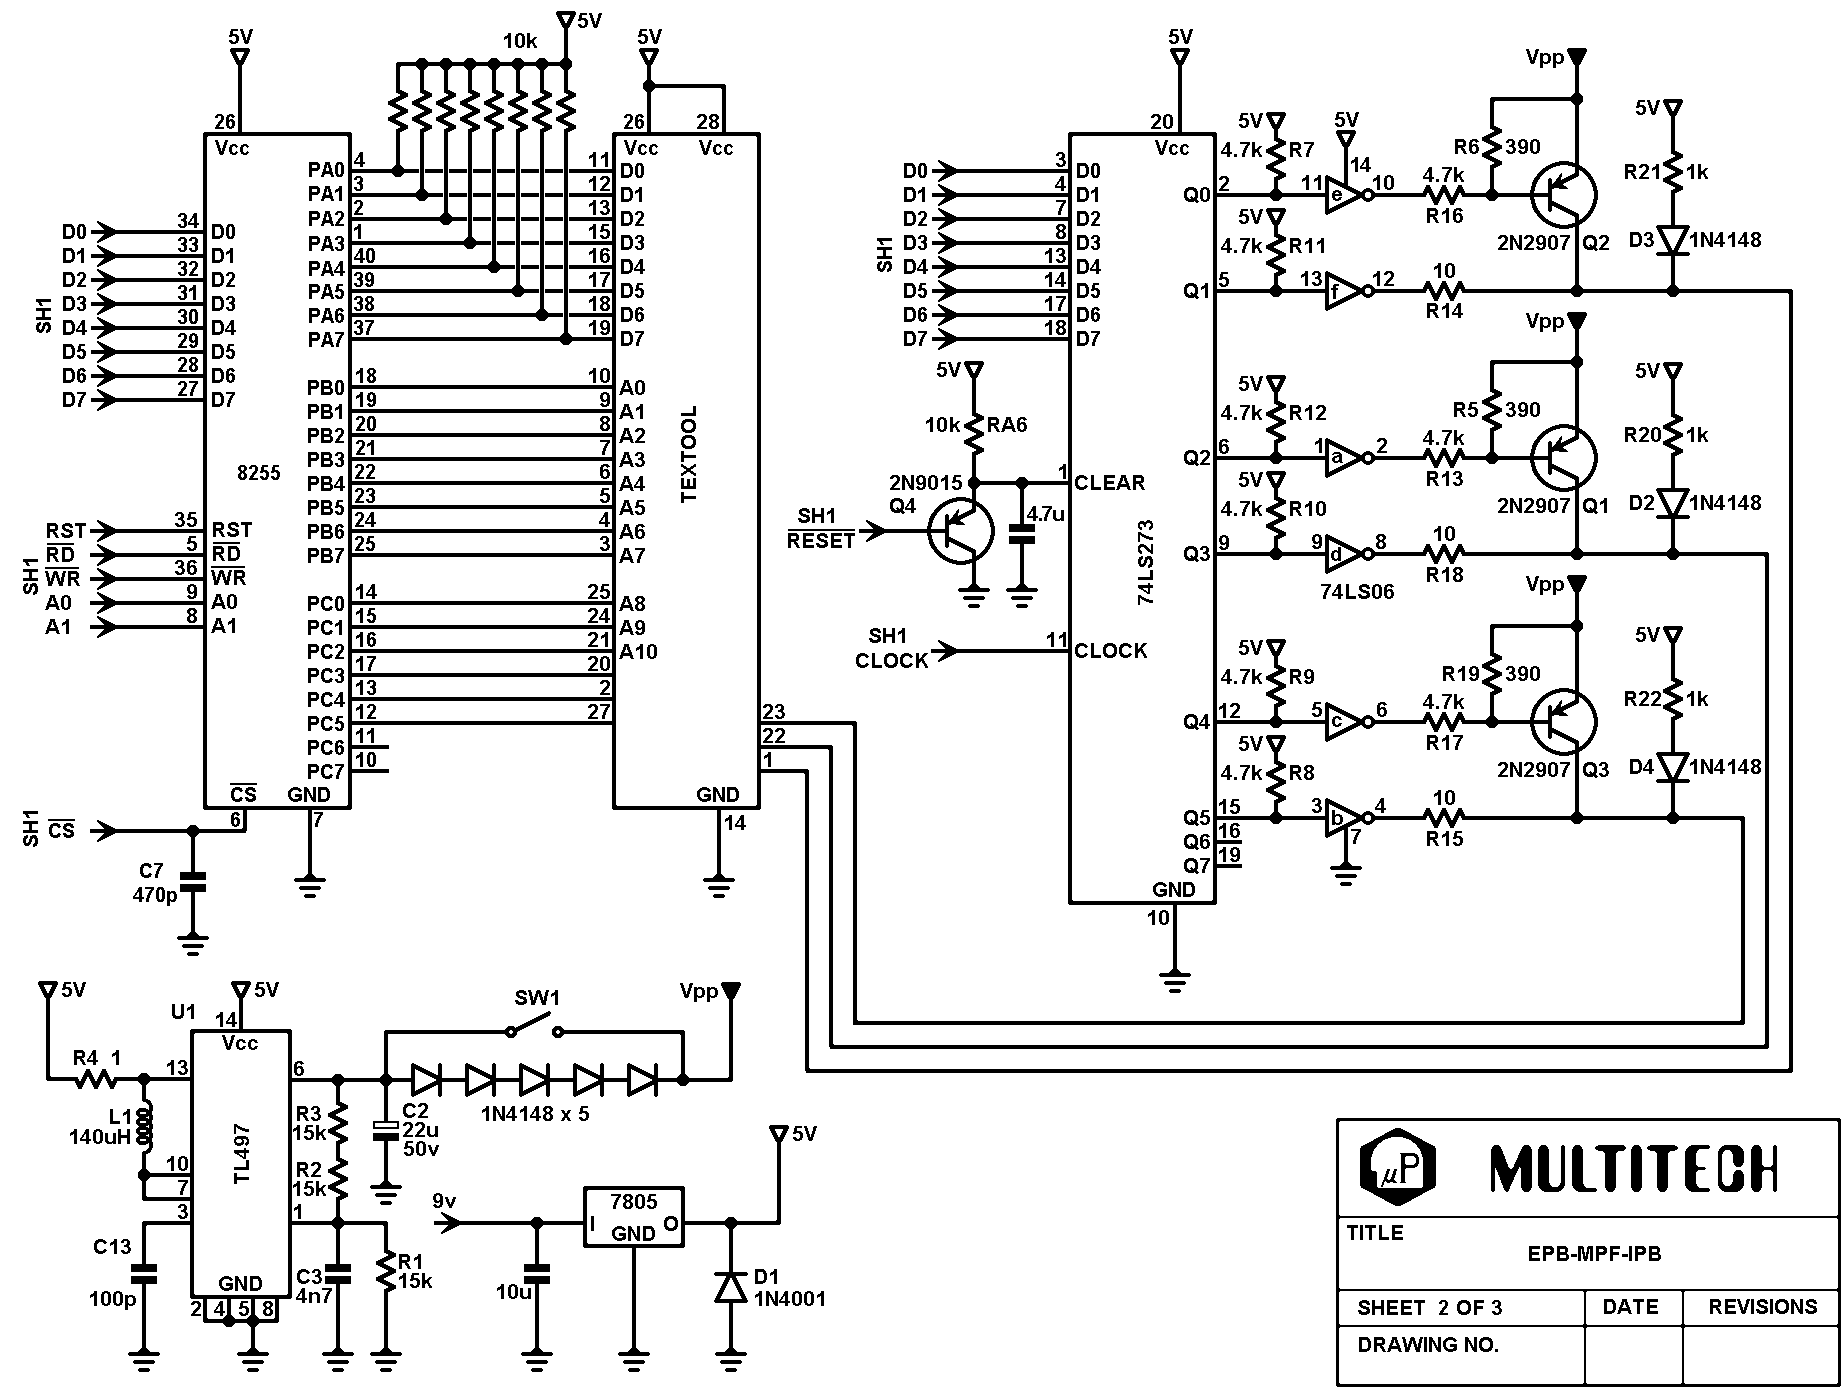 5V
10k
5V
5V
26
Vcc
8255
PA0 4
PA1 3
PA2 2
PA3 1
PA4 40
PA5 39
PA6 38
PA7 37
PB0 18
PB1 19
PB2 20
PB3 21
PB4 22
PB5 23
PB6 24
PB7 25
PC0 14
PC1 15
PC2 16
PC3 17
PC4 13
PC5 12
PC6 11
PC7 10
SH1
D0 34 D0
D1 33 D1
D2 32 D2
D3 31 D3
D4 30 D4
D5 29 D5
D6 28 D6
D7 27 D7
SH1
RST 35 RST
RD 5 RD
WR 36 WR
A0 9 A0
A1 8 A1
CS GND
SH1 CS 6 7
C7
470p
26 28
Vcc Vcc
TEXTOOL
11 D0
12 D1
13 D2
15 D3
16 D4
17 D5
18 D6
19 D7
10 A0
9 A1
8 A2
7 A3
6 A4
5 A5
4 A6
3 A7
25 A8
24 A9
21 A10
20
2
27
23
22
1
GND
14
5V
20
Vcc
74LS273
SH1
D0 3 D0
D1 4 D1
D2 7 D2
D3 8 D3
D4 13 D4
D5 14 D5
D6 17 D6
D7 18 D7
5V
10k RA6
2N9015
Q4
1 CLEAR
4.7u
SH1
RESET
SH1
CLOCK
11 CLOCK
GND
10
Q0 2
Q1 5
Q2 6
Q3 9
Q4 12
Q5 15
Q6 16
Q7 19
5V
4.7k R7
5V
14
11 e 10
4.7k
R16
Vpp
R6 390
2N2907 Q2
5V
R21 1k
D3 1N4148
5V
4.7k R11
13 f 12
10
R14
5V
4.7k R12
1 a 2
4.7k
R13
Vpp
R5 390
2N2907 Q1
5V
R20 1k
D2 1N4148
5V
4.7k R10
9 d 8
74LS06
10
R18
5V
4.7k R9
5 c 6
4.7k
R17
Vpp
R19 390
2N2907 Q3
5V
R22 1k
D4 1N4148
5V
4.7k R8
3 b 4
7
10
R15
5V
5V
U1
14
Vcc
R4 1
13
L1
140uH
10
7
3
C13
100p
TL497
GND
2 4 5 8
6
R3
15k
R2
15k
1
C3
4n7
R1
15k
C2
22u
50v
SW1
1N4148 x 5
Vpp
9v
10u
7805
I O
GND
5V
D1
1N4001
µP MULTITECH
TITLE
EPB-MPF-IPB
SHEET 2 OF 3 DATE REVISIONS
DRAWING NO.